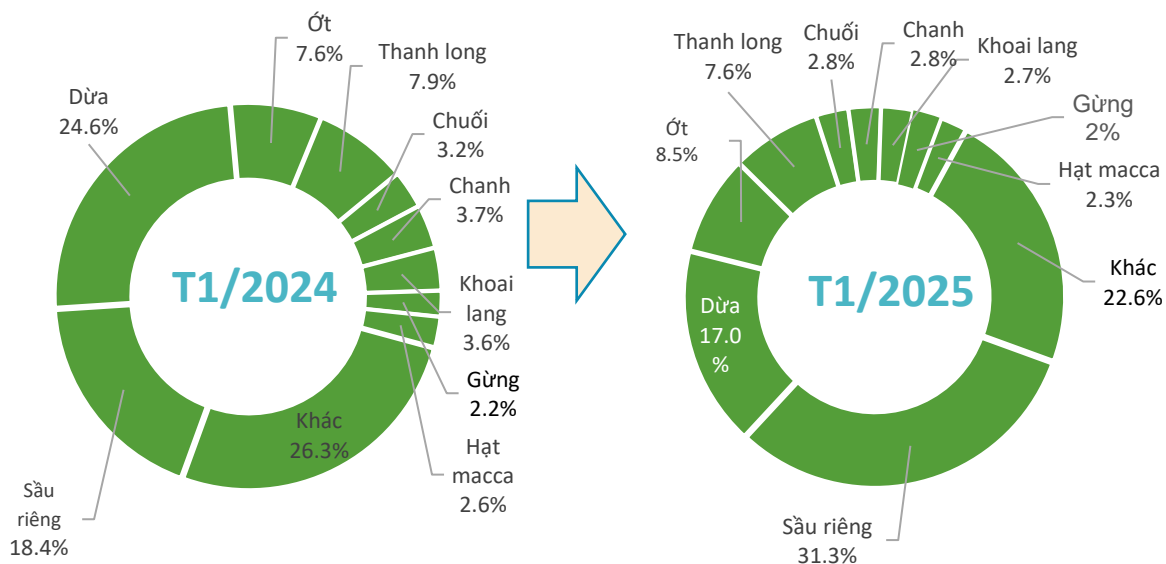 Ớt
7.6%
Thanh long
7.9%
Dừa
24.6%
Chuối
3.2%
Chanh
3.7%
T1/2024
Khoai
lang
3.6%
Gừng
2.2%
Khác
26.3%
Hạt
macca
2.6%
Sầu
riêng
18.4%
Thanh long
7.6%
Chuối
2.8%
Chanh
2.8%
Khoai lang
2.7%
Gừng
2%
Ớt
8.5%
Hạt macca
2.3%
T1/2025
Khác
22.6%
Dừa
17.0
%
Sầu riêng
31.3%